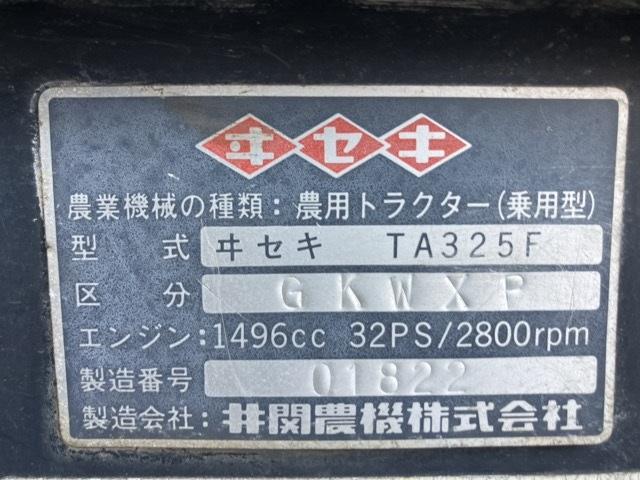 ヰセキ
農業機械の種類：農用トラクター(乗用型)
型式 ヰセキ TA325F
区分 GKWXP
エンジン：1496cc 32PS/2800rpm
製造番号 01822
製造会社：井関農機株式会社